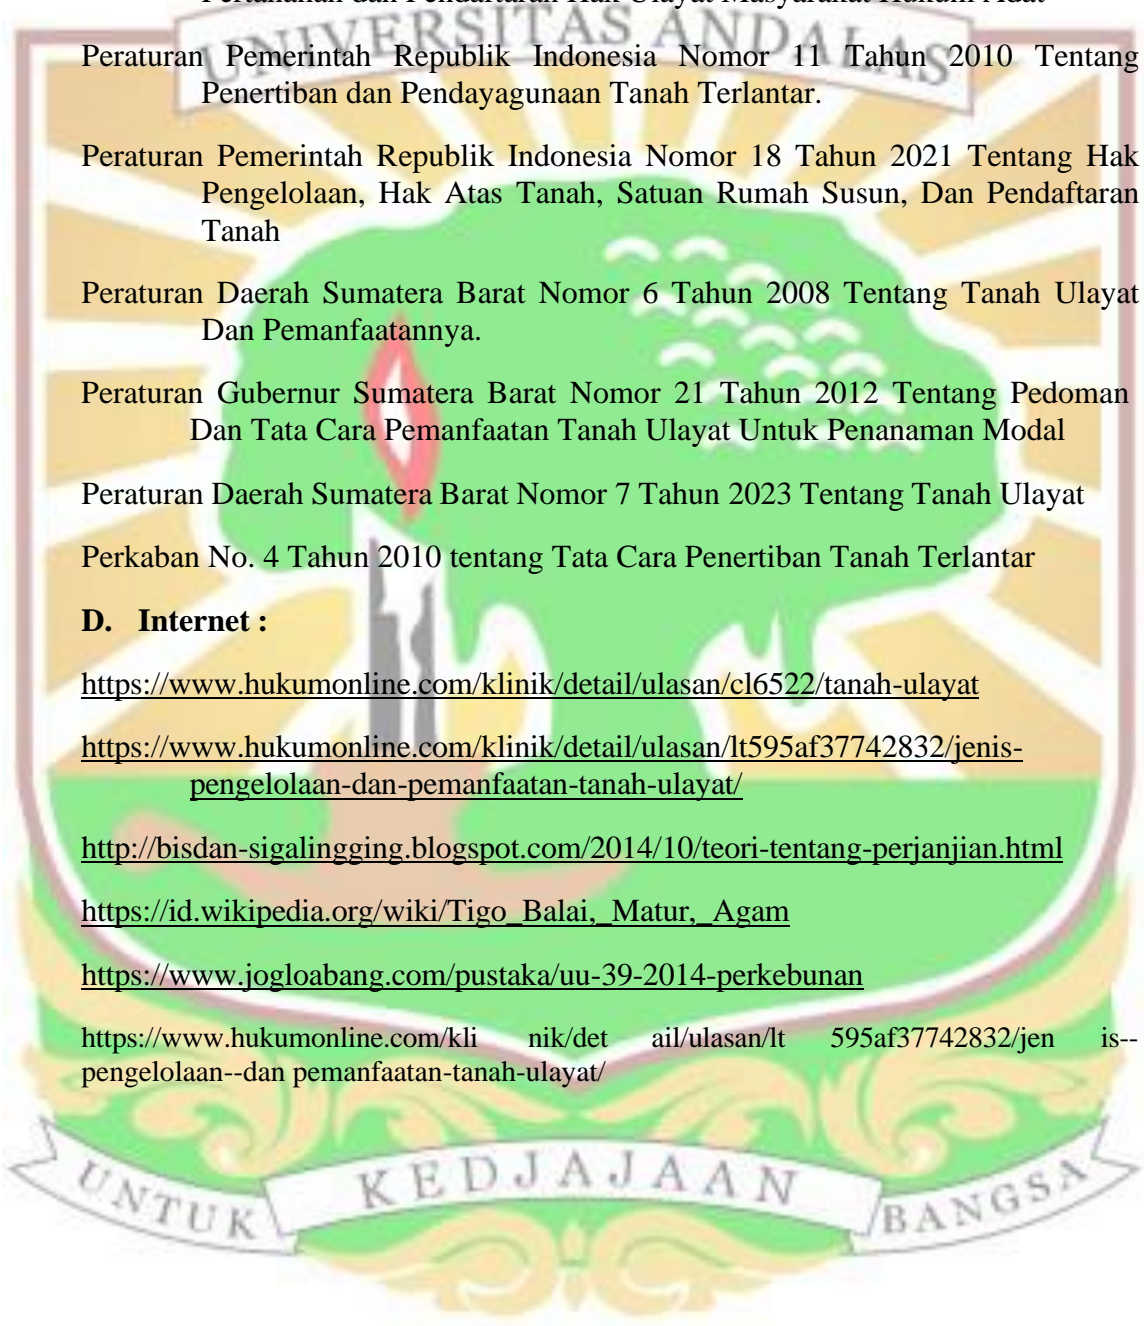 Pertanahan dan Pendaftaran Hak Ulayat Masyarakat Hukum Adat
UNIVERSITAS ANDALAS
Peraturan Pemerintah Republik Indonesia Nomor 11 Tahun 2010 Tentang
Penertiban dan Pendayagunaan Tanah Terlantar.
Peraturan Pemerintah Republik Indonesia Nomor 18 Tahun 2021 Tentang Hak
Pengelolaan, Hak Atas Tanah, Satuan Rumah Susun, Dan Pendaftaran
Tanah
Peraturan Daerah Sumatera Barat Nomor 6 Tahun 2008 Tentang Tanah Ulayat
Dan Pemanfaatannya.
Peraturan Gubernur Sumatera Barat Nomor 21 Tahun 2012 Tentang Pedoman
Dan Tata Cara Pemanfaatan Tanah Ulayat Untuk Penanaman Modal
Peraturan Daerah Sumatera Barat Nomor 7 Tahun 2023 Tentang Tanah Ulayat
Perkaban No. 4 Tahun 2010 tentang Tata Cara Penertiban Tanah Terlantar
D. Internet :
https://www.hukumonline.com/klinik/detail/ulasan/cl6522/tanah-ulayat
https://www.hukumonline.com/klinik/detail/ulasan/lt595af37742832/jenis-
pengelolaan-dan-pemanfaatan-tanah-ulayat/
http://bisdan-sigalingging.blogspot.com/2014/10/teori-tentang-perjanjian.html
https://id.wikipedia.org/wiki/Tigo_Balai,_Matur,_Agam
https://www.jogloabang.com/pustaka/uu-39-2014-perkebunan
https://www.hukumonline.com/kli nik/det ail/ulasan/lt 595af37742832/jen is--
pengelolaan--dan pemanfaatan-tanah-ulayat/
UNTUK KEDJAJAAN BANGSA